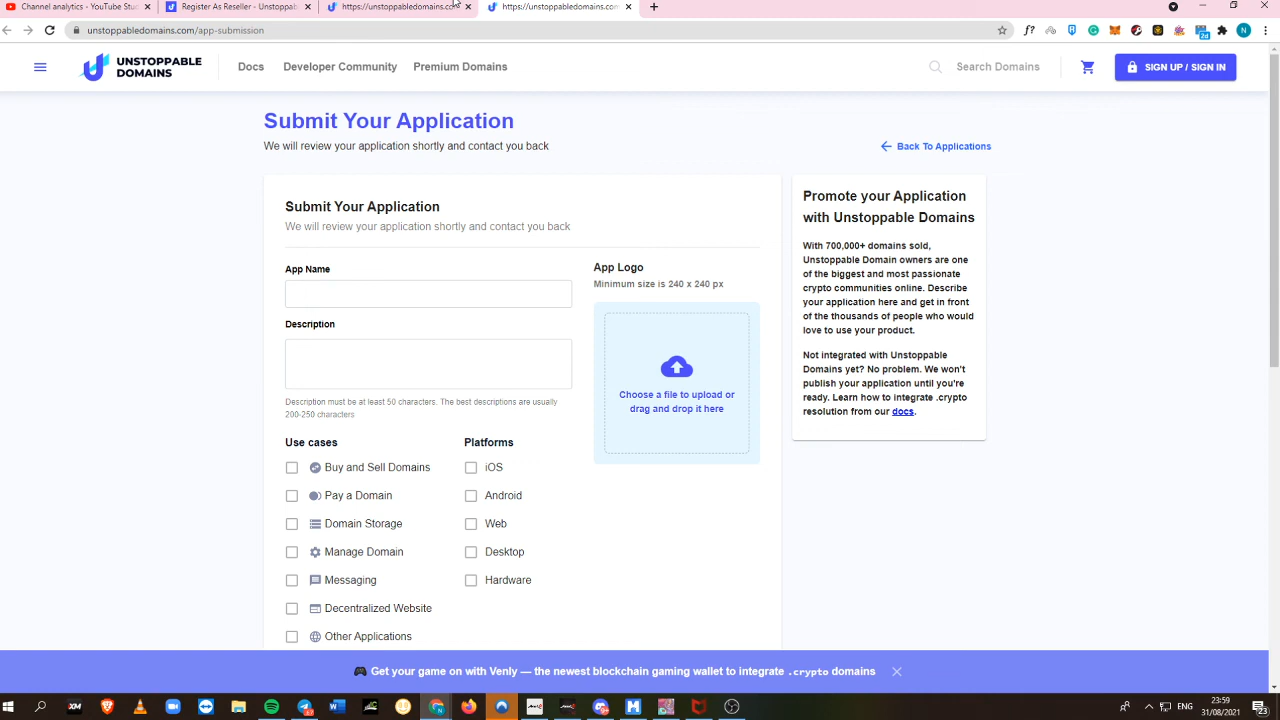 Channel analytics - YouTube Stu
Register As Reseller - Unstoppab
https://unstoppabledomains.co
https://unstoppabledomains.com
unstoppabledomains.com/app-submission
UNSTOPPABLE
DOMAINS
Docs
Developer Community
Premium Domains
Search Domains
SIGN UP / SIGN IN
Submit Your Application
We will review your application shortly and contact you back
Back To Applications
Submit Your Application
We will review your application shortly and contact you back
App Name
Description
Description must be at least 50 characters. The best descriptions are usually
200-250 characters
App Logo
Minimum size is 240 x 240 px
Choose a file to upload or
drag and drop it here
Use cases
Buy and Sell Domains
Pay a Domain
Domain Storage
Manage Domain
Messaging
Decentralized Website
Other Applications
Platforms
iOS
Android
Web
Desktop
Hardware
Promote your Application
with Unstoppable Domains
With 700,000+ domains sold,
Unstoppable Domain owners are one
of the biggest and most passionate
crypto communities online. Describe
your application here and get in front
of the thousands of people who would
love to use your product.
Not integrated with Unstoppable
Domains yet? No problem. We won't
publish your application until you're
ready. Learn how to integrate .crypto
resolution from our docs.
Get your game on with Venly — the newest blockchain gaming wallet to integrate .crypto domains
ENG
23:59
31/08/2021